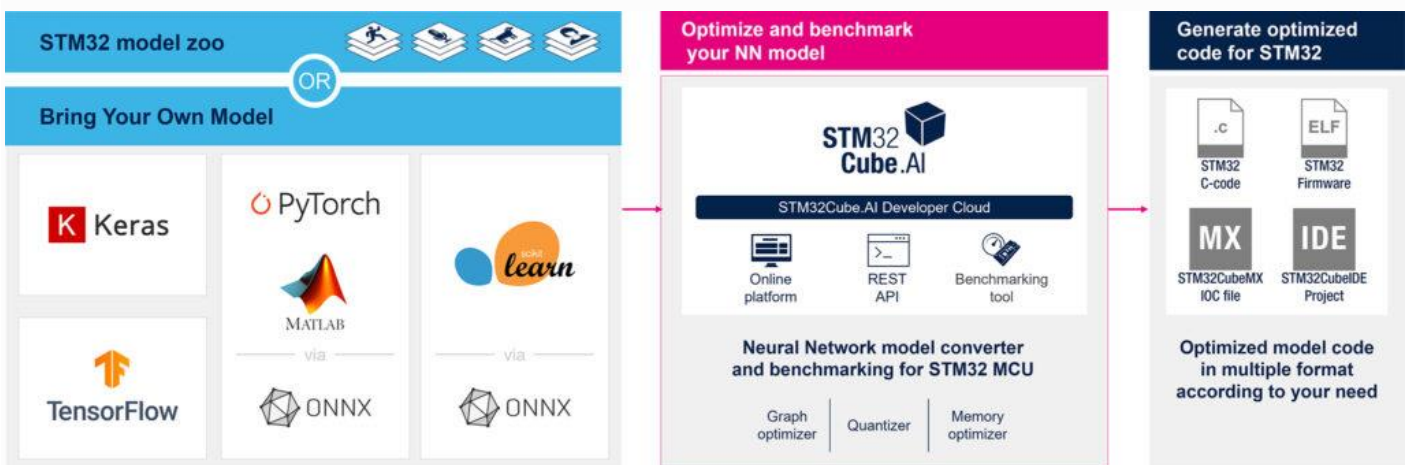 STM32 model zoo
OR
Bring Your Own Model
K Keras
TensorFlow
PyTorch
MATLAB
via
ONNX
scikit
learn
via
ONNX
Optimize and benchmark
your NN model
STM32
Cube.AI
STM32Cube.AI Developer Cloud
Online
platform
>_
REST
API
Benchmarking
tool
Neural Network model converter
and benchmarking for STM32 MCU
Graph
optimizer
Quantizer
Memory
optimizer
Generate optimized
code for STM32
.c
STM32
C-code
ELF
STM32
Firmware
MX
STM32CubeMX
IOC file
IDE
STM32CubeIDE
Project
Optimized model code
in multiple format
according to your need